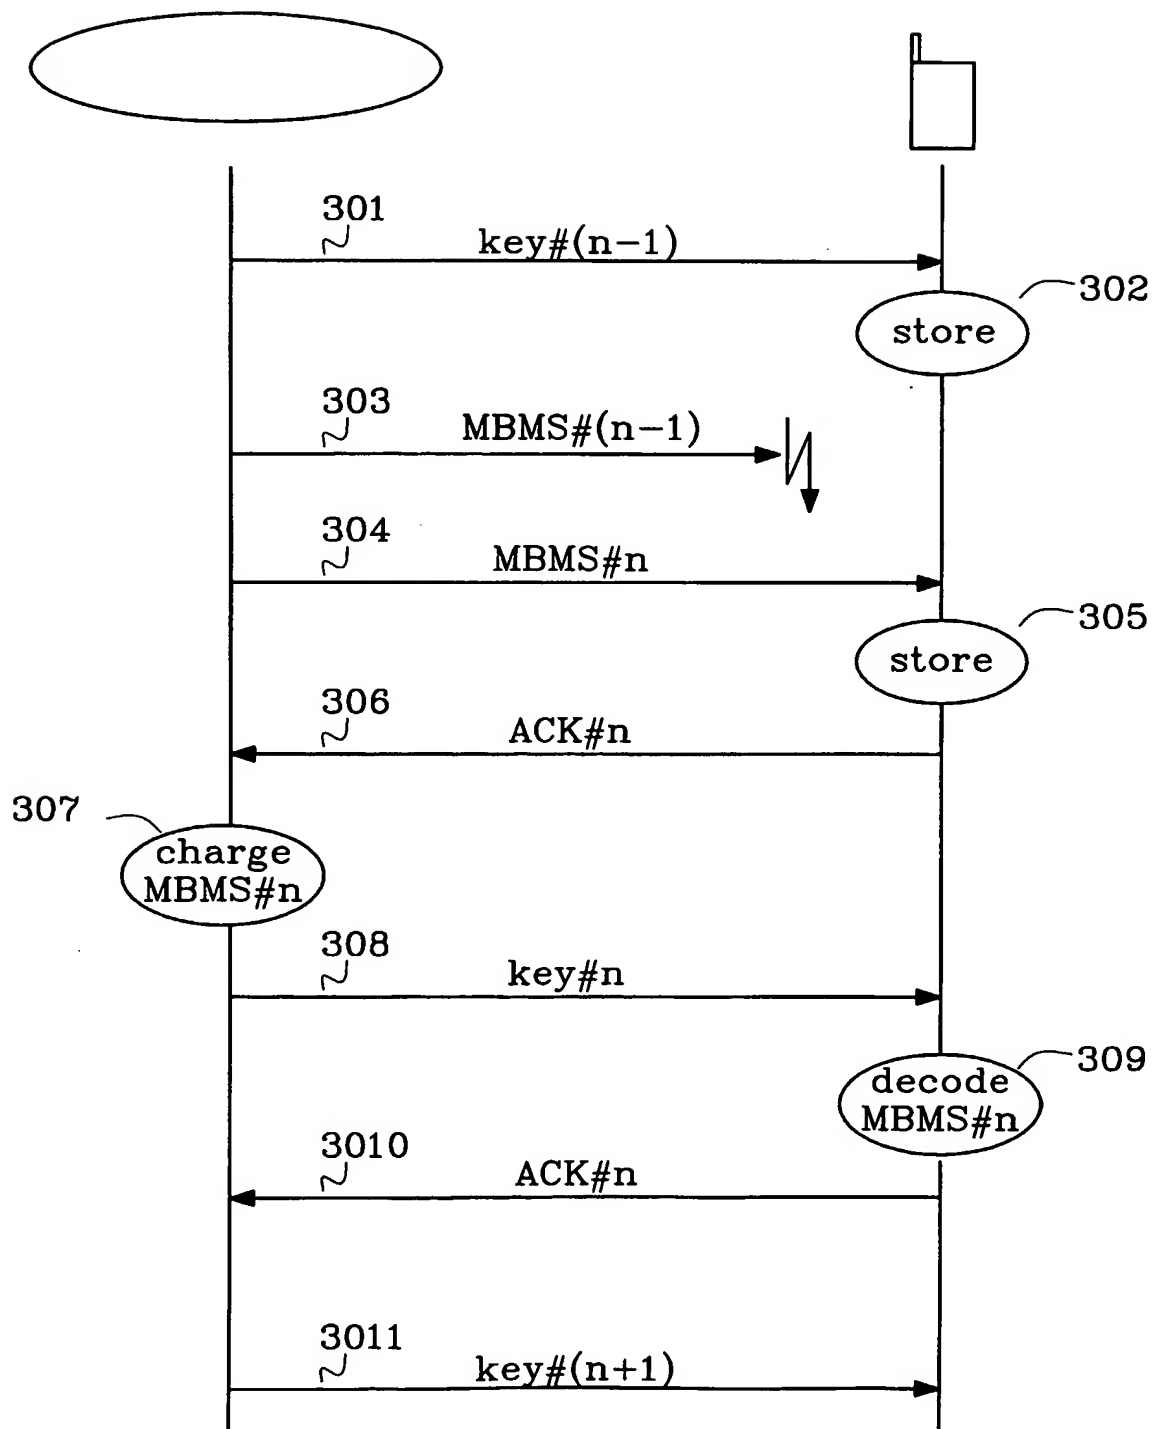 301
key#(n-1)
302
store
303
MBMS#(n-1)
304
MBMS#n
305
store
306
ACK#n
307
charge
MBMS#n
308
key#n
309
decode
MBMS#n
3010
ACK#n
3011
key#(n+1)